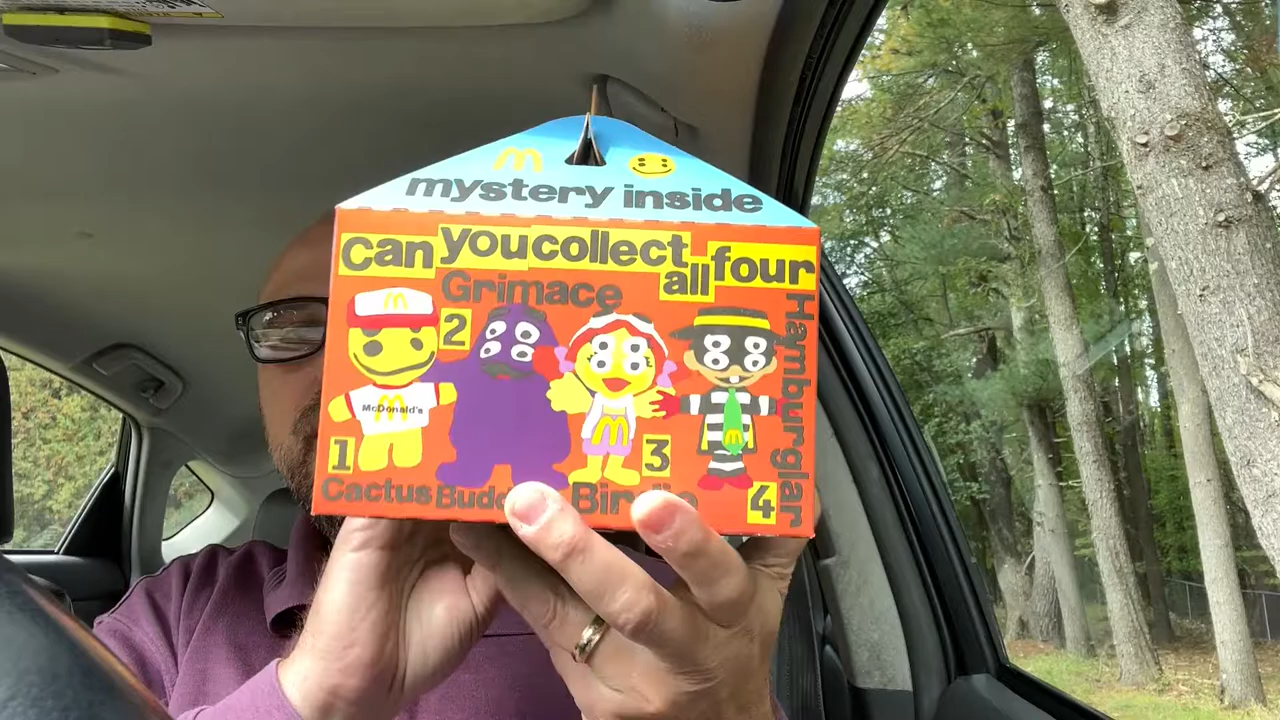 mystery inside
Can you collect
all four
Grimace
2
Hamburglar
McDonald's
1
3
4
Cactus